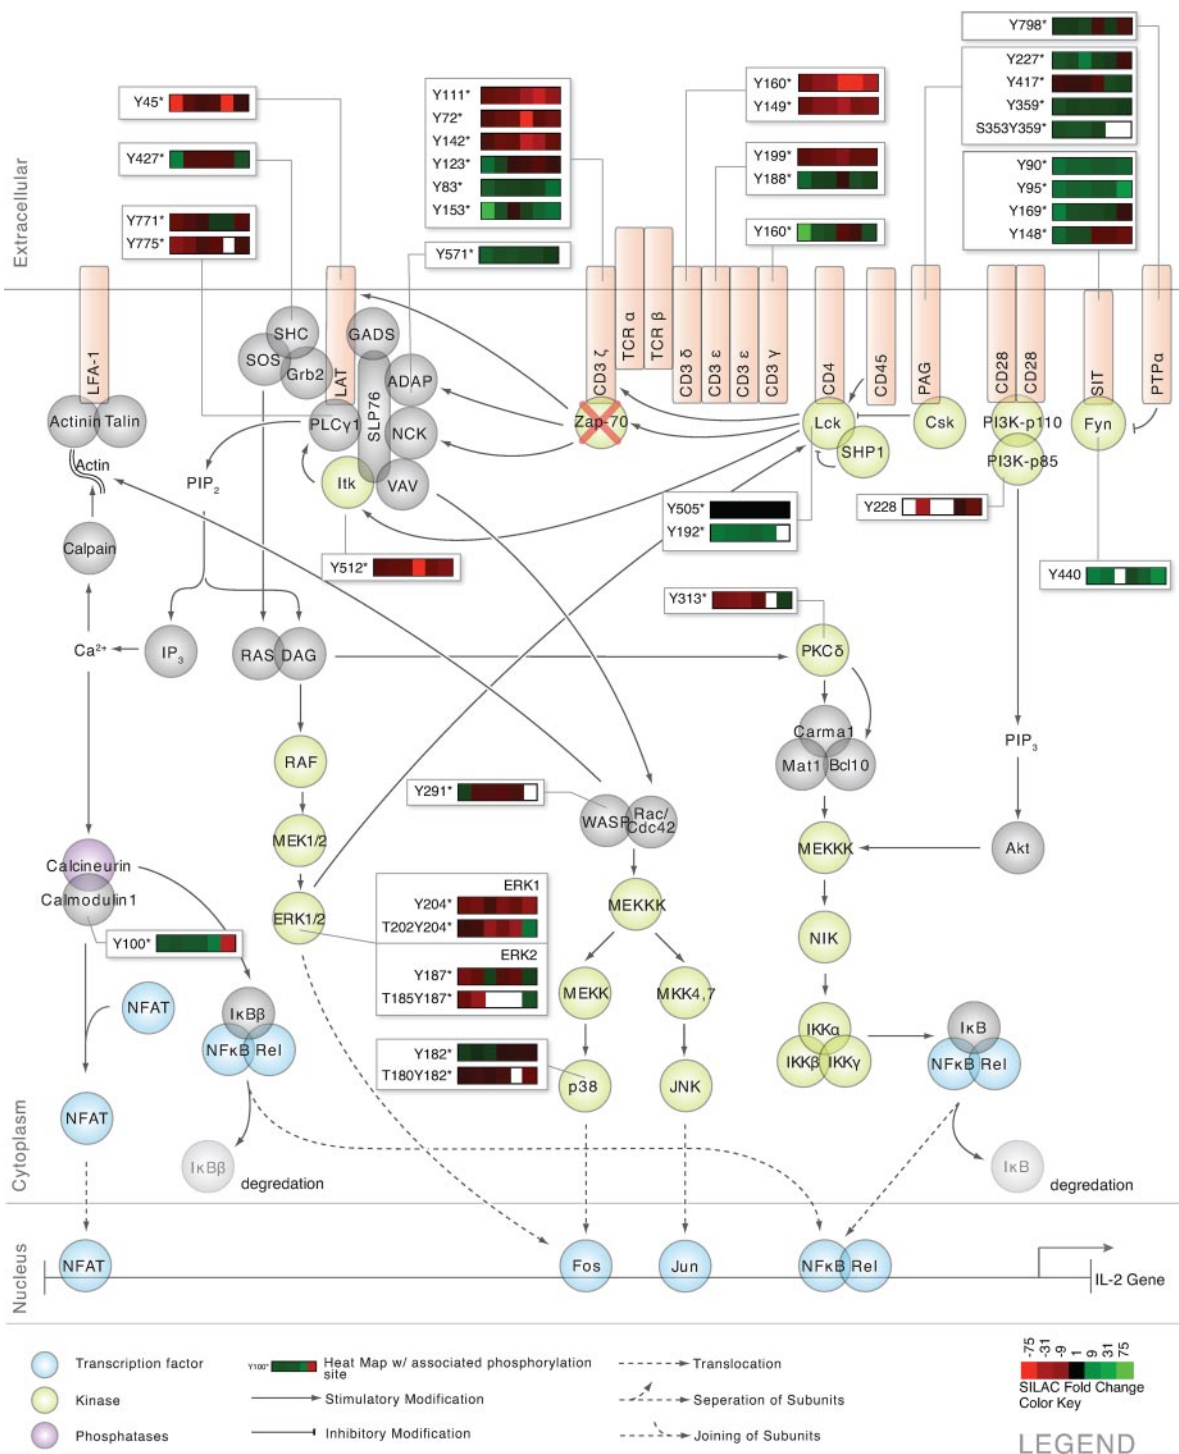 Y798*
Y227*
Y417*
Y359*
S353Y359*
Y90*
Y95*
Y169*
Y148*
Y45*
Y427*
Y771*
Y775*
Y111*
Y72*
Y142*
Y123*
Y83*
Y153*
Y571*
Y160*
Y149*
Y199*
Y188*
Y160*
Extracellular
LFA-1
LAT
CD3 ζ
TCR α
TCR β
CD3 δ
CD3 ε
CD3 ε
CD3 γ
CD4
CD45
PAG
CD28
CD28
SIT
PTPα
SHC
SOS
Grb2
GADS
ADAP
SLP76
PLCγ1
NCK
Itk
VAV
Actinin
Talin
Actin
PIP2
Zap-70
Lck
SHP1
Csk
PI3K-p110
PI3K-p85
Fyn
Y505*
Y192*
Y228
Y440
Calpain
Y512*
Y313*
Ca2+
IP3
RAS
DAG
PKCδ
Carma1
Mat1
Bcl10
PIP3
RAF
Y291*
WASP
Rac/
Cdc42
MEK1/2
MEKKK
Akt
Calcineurin
Calmodulin1
ERK1/2
ERK1
Y204*
T202Y204*
ERK2
Y187*
T185Y187*
MEKKK
NIK
Y100*
NFAT
IκBβ
NFκB
Rel
MEKK
MKK4,7
IKKα
IKKβ
IKKγ
IκB
NFκB
Rel
Y182*
T180Y182*
p38
JNK
NFAT
Cytoplasm
IκBβ
degredation
IκB
degredation
Nucleus
NFAT
Fos
Jun
NFκB
Rel
IL-2 Gene
Transcription factor
Kinase
Phosphatases
Y100*
Heat Map w/ associated phosphorylation
site
Stimulatory Modification
Inhibitory Modification
Translocation
Seperation of Subunits
Joining of Subunits
-75
-31
-9
1
9
31
75
SILAC Fold Change
Color Key
LEGEND